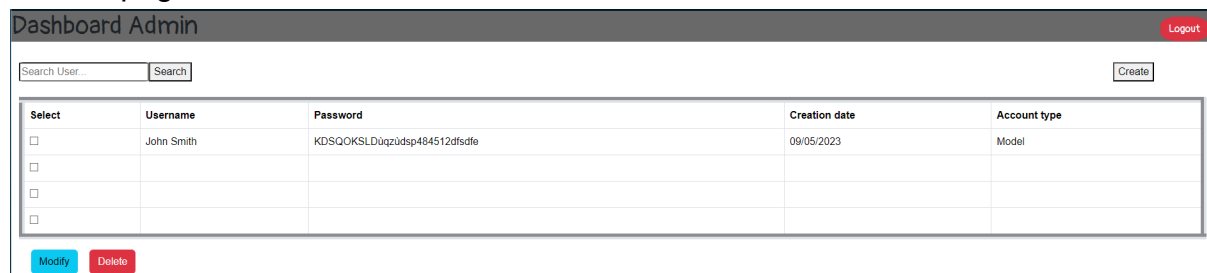 Dashboard Admin
Logout
Search User... Search Create
Select Username Password Creation date Account type
John Smith KDSQOKSLDùqzùdsp484512dfsdfe 09/05/2023 Model
Modify Delete